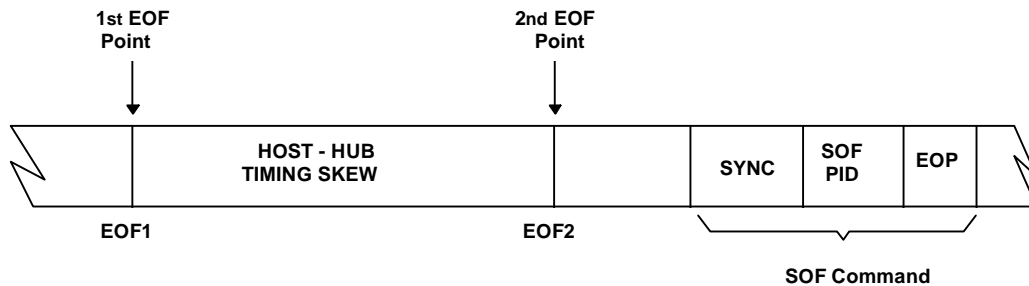 1st EOF
Point
2nd EOF
Point
HOST - HUB
TIMING SKEW
SYNC
SOF
PID
EOP
EOF1
EOF2
SOF Command